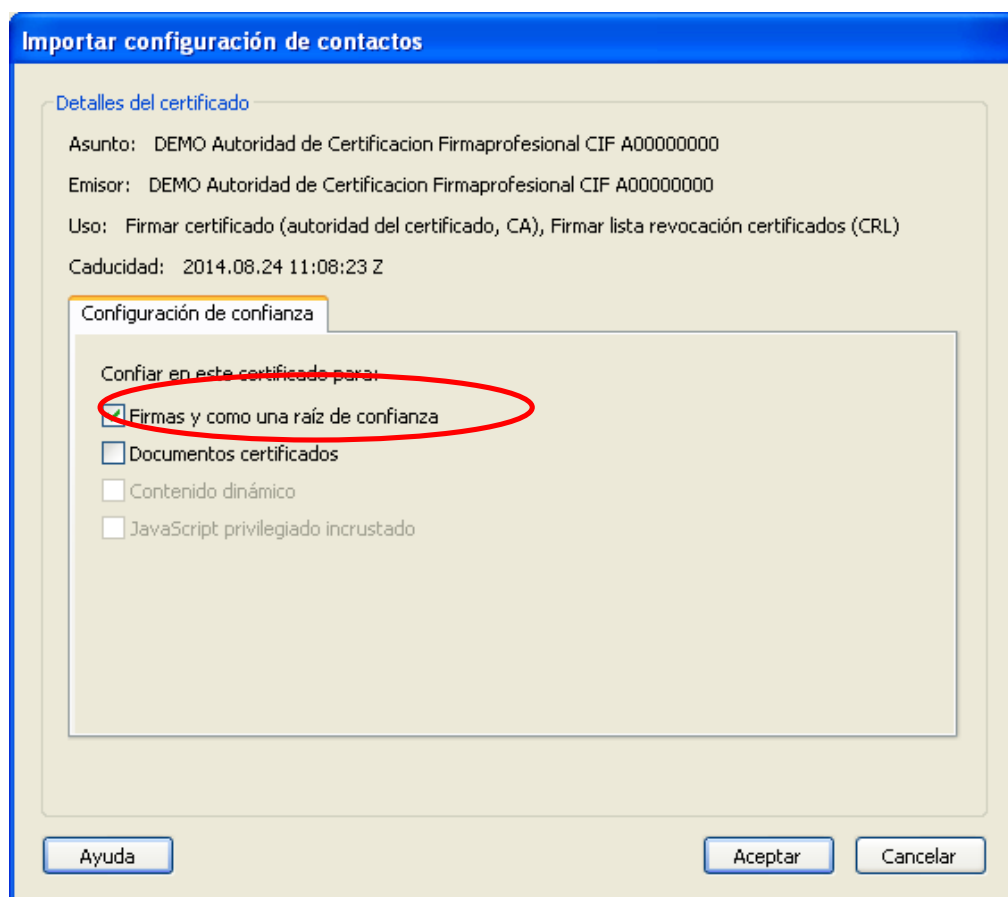 Importar configuración de contactos
Detalles del certificado
Asunto: DEMO Autoridad de Certificacion Firmaprofesional CIF A00000000
Emisor: DEMO Autoridad de Certificacion Firmaprofesional CIF A00000000
Uso: Firmar certificado (autoridad del certificado, CA), Firmar lista revocación certificados (CRL)
Caducidad: 2014.08.24 11:08:23 Z
Configuración de confianza
Confiar en este certificado para:
Firmas y como una raíz de confianza
Documentos certificados
Contenido dinámico
JavaScript privilegiado incrustado
Ayuda Aceptar Cancelar